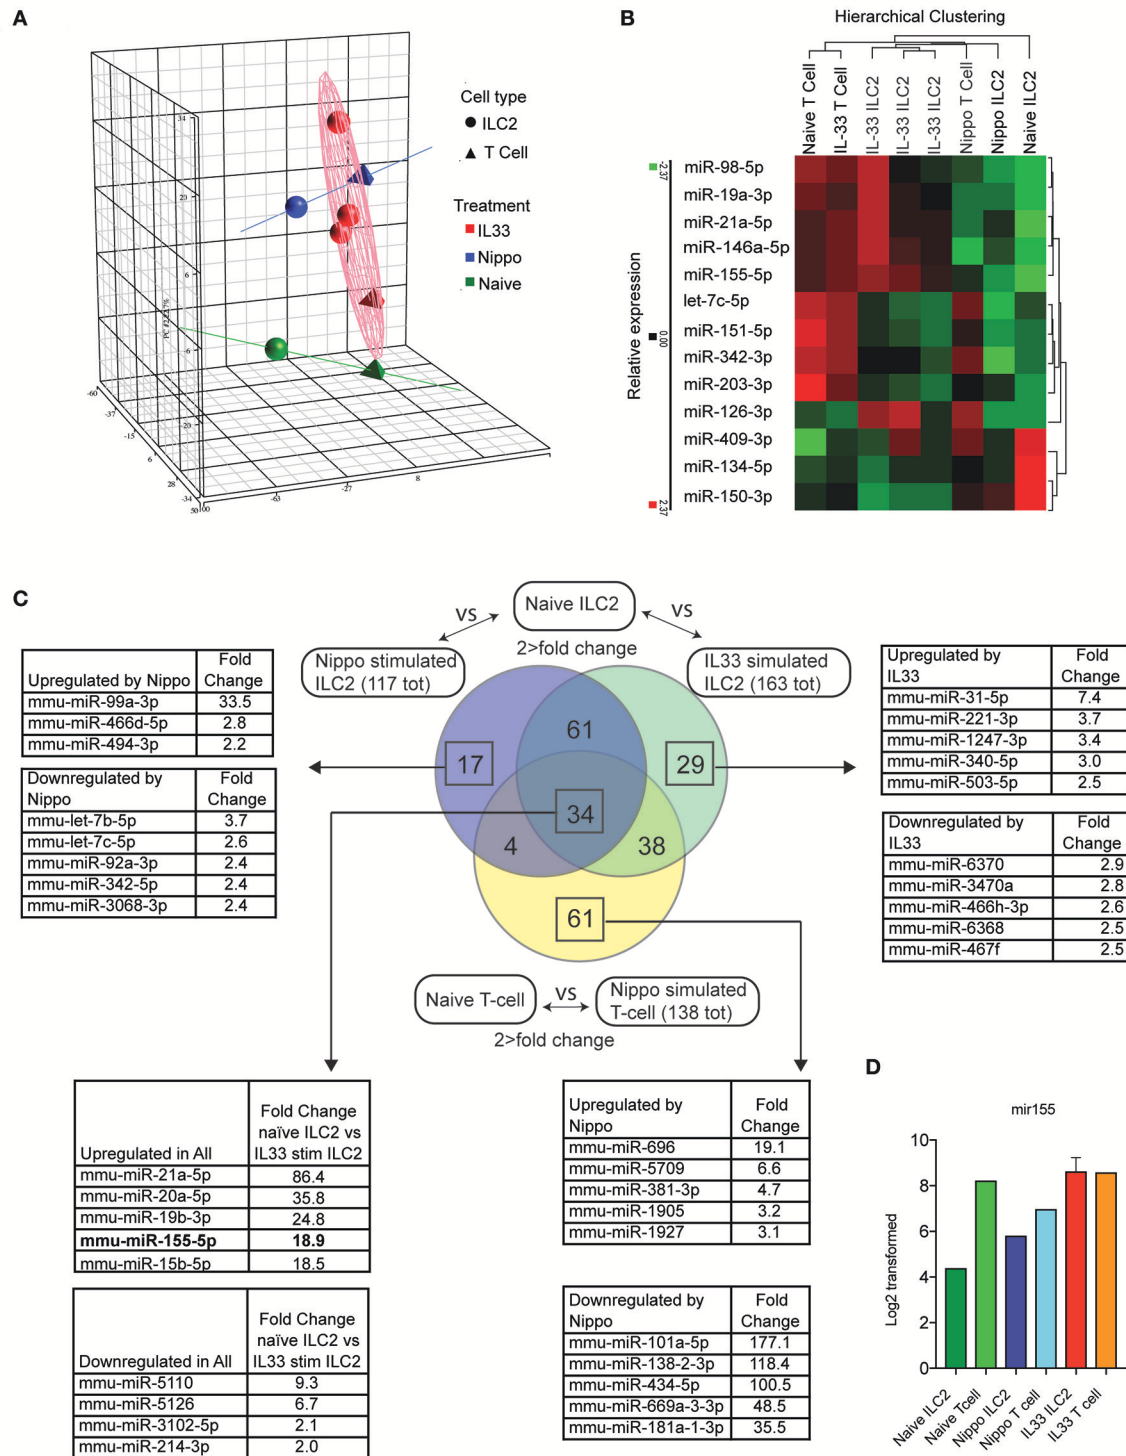 A
Cell type
ILC2
T Cell
Treatment
IL33
Nippo
Naive
34
20
6
-6
-20
-34
-60
-37
-15
6
28
50
-63
-27
8
B
Hierarchical Clustering
Naive T Cell
IL-33 T Cell
IL-33 ILC2
IL-33 ILC2
IL-33 ILC2
Nippo T Cell
Nippo ILC2
Naive ILC2
Relative expression
-2.37
0.00
2.37
miR-98-5p
miR-19a-3p
miR-21a-5p
miR-146a-5p
miR-155-5p
let-7c-5p
miR-151-5p
miR-342-3p
miR-203-3p
miR-126-3p
miR-409-3p
miR-134-5p
miR-150-3p
C
Naive ILC2
vs
vs
2>fold change
Nippo stimulated
ILC2 (117 tot)
IL33 simulated
ILC2 (163 tot)
61
17
29
34
4
38
61
Naive T-cell
vs
Nippo simulated
T-cell (138 tot)
2>fold change
Upregulated by Nippo Fold Change
mmu-miR-99a-3p 33.5
mmu-miR-466d-5p 2.8
mmu-miR-494-3p 2.2
Downregulated by Nippo Fold Change
mmu-let-7b-5p 3.7
mmu-let-7c-5p 2.6
mmu-miR-92a-3p 2.4
mmu-miR-342-5p 2.4
mmu-miR-3068-3p 2.4
Upregulated by IL33 Fold Change
mmu-miR-31-5p 7.4
mmu-miR-221-3p 3.7
mmu-miR-1247-3p 3.4
mmu-miR-340-5p 3.0
mmu-miR-503-5p 2.5
Downregulated by IL33 Fold Change
mmu-miR-6370 2.9
mmu-miR-3470a 2.8
mmu-miR-466h-3p 2.6
mmu-miR-6368 2.5
mmu-miR-467f 2.5
Upregulated in All Fold Change naïve ILC2 vs IL33 stim ILC2
mmu-miR-21a-5p 86.4
mmu-miR-20a-5p 35.8
mmu-miR-19b-3p 24.8
mmu-miR-155-5p 18.9
mmu-miR-15b-5p 18.5
Downregulated in All Fold Change naïve ILC2 vs IL33 stim ILC2
mmu-miR-5110 9.3
mmu-miR-5126 6.7
mmu-miR-3102-5p 2.1
mmu-miR-214-3p 2.0
Upregulated by Nippo Fold Change
mmu-miR-696 19.1
mmu-miR-5709 6.6
mmu-miR-381-3p 4.7
mmu-miR-1905 3.2
mmu-miR-1927 3.1
Downregulated by Nippo Fold Change
mmu-miR-101a-5p 177.1
mmu-miR-138-2-3p 118.4
mmu-miR-434-5p 100.5
mmu-miR-669a-3-3p 48.5
mmu-miR-181a-1-3p 35.5
D
mir155
Log2 transformed
10
8
6
4
2
0
Naive ILC2
Naive Tcell
Nippo ILC2
Nippo T cell
IL33 ILC2
IL33 T cell